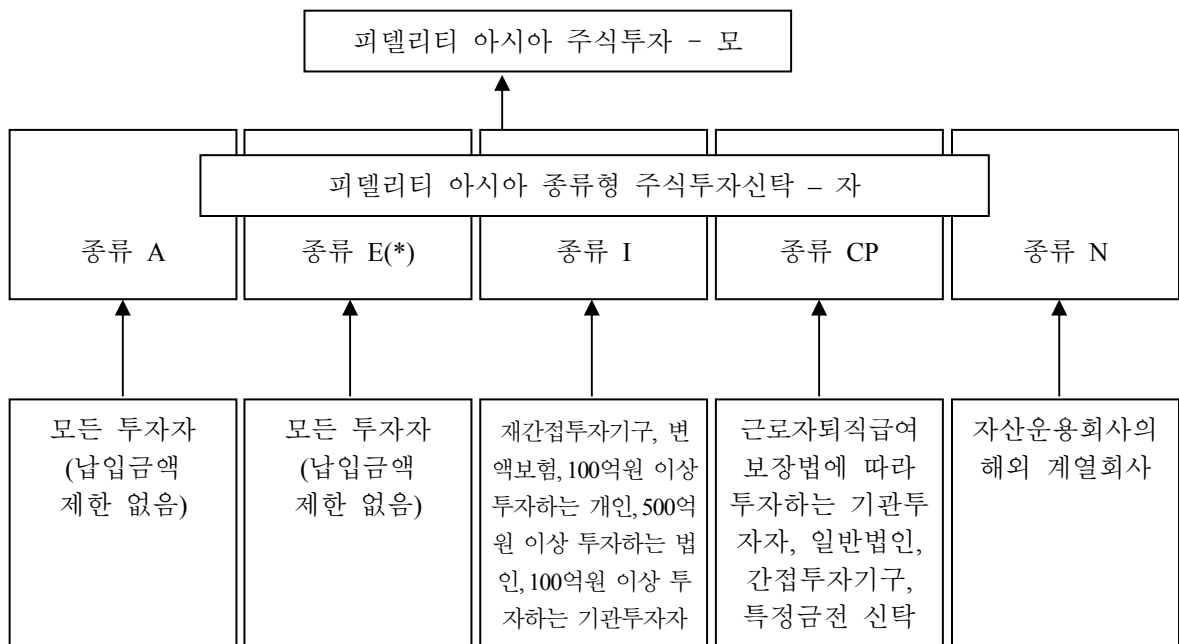 피델리티 아시아 주식투자 - 모
피델리티 아시아 종류형 주식투자신탁 – 자
종류 A
종류 E(*)
종류 I
종류 CP
종류 N
모든 투자자
(납입금액
제한 없음)
모든 투자자
(납입금액
제한 없음)
재간접투자기구, 변
액보험, 100억원 이상
투자하는 개인, 500억
원 이상 투자하는 법
인, 100억원 이상 투
자하는 기관투자자
근로자퇴직급여
보장법에 따라
투자하는 기관투
자자, 일반법인,
간접투자기구,
특정금전 신탁
자산운용회사의
해외 계열회사